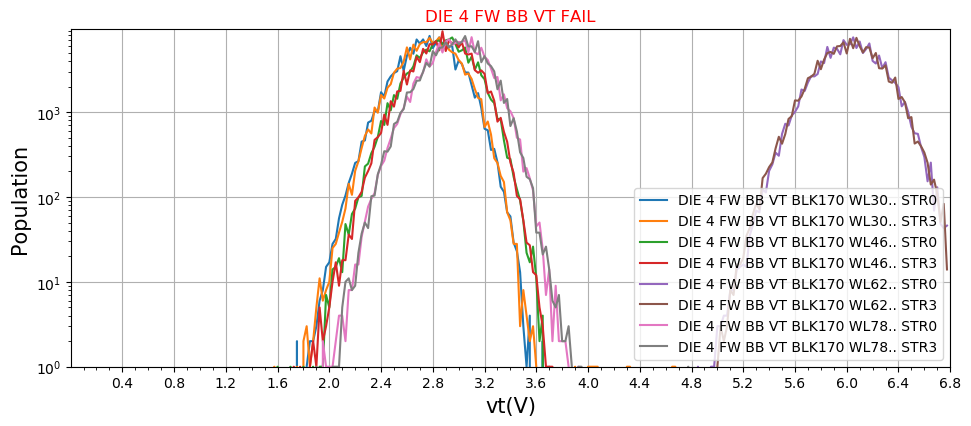 DIE 4 FW BB VT FAIL
Population
10³
10²
10¹
10⁰
DIE 4 FW BB VT BLK170 WL30.. STR0
DIE 4 FW BB VT BLK170 WL30.. STR3
DIE 4 FW BB VT BLK170 WL46.. STR0
DIE 4 FW BB VT BLK170 WL46.. STR3
DIE 4 FW BB VT BLK170 WL62.. STR0
DIE 4 FW BB VT BLK170 WL62.. STR3
DIE 4 FW BB VT BLK170 WL78.. STR0
DIE 4 FW BB VT BLK170 WL78.. STR3
0.4 0.8 1.2 1.6 2.0 2.4 2.8 3.2 3.6 4.0 4.4 4.8 5.2 5.6 6.0 6.4 6.8
vt(V)